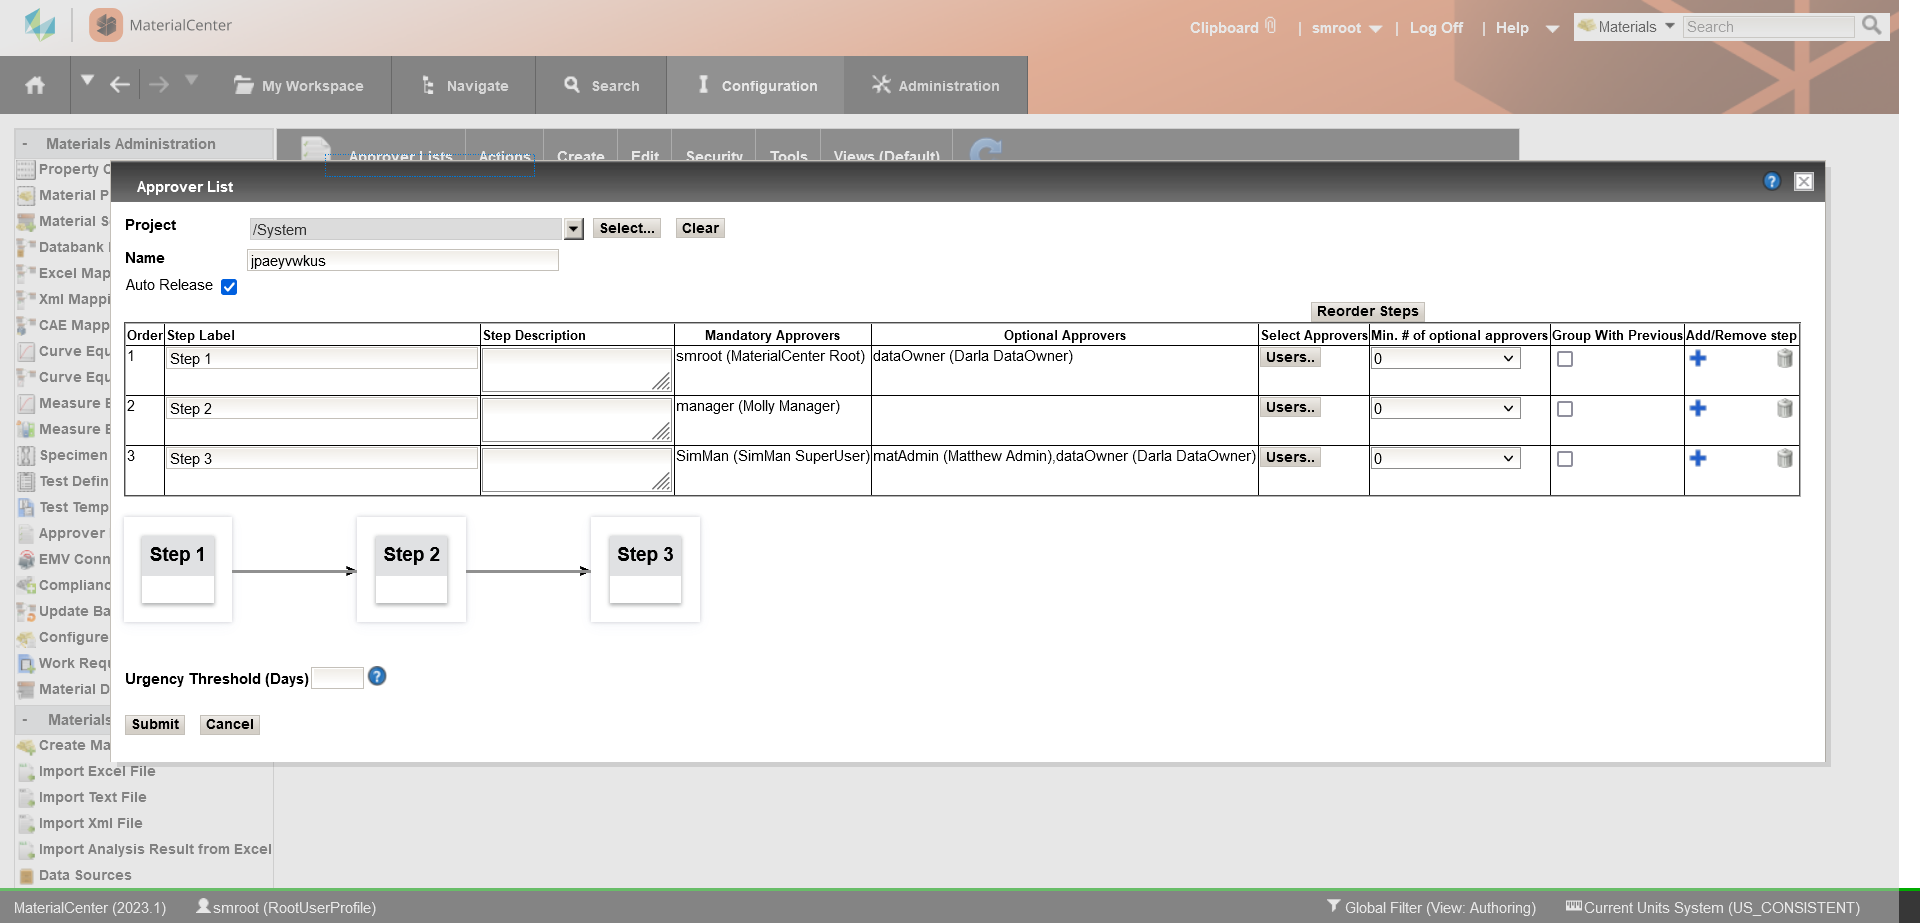 MaterialCenter
Clipboard | smroot | Log Off | Help Materials Search
My Workspace Navigate Search Configuration Administration
- Materials Administration
Approver Lists Actions Create Edit Security Tools Views (Default)
Property C
Material P
Material S
Databank
Excel Map
Xml Mappi
CAE Mapp
Curve Equ
Curve Equ
Measure E
Measure E
Specimen
Test Defin
Test Temp
Approver
EMV Conn
Complianc
Update Ba
Configure
Work Requ
Material D
- Materials
Create Ma
Import Excel File
Import Text File
Import Xml File
Import Analysis Result from Excel
Data Sources
Approver List ?
Project /System Select... Clear
Name jpaeyvwkus
Auto Release
Reorder Steps
Order Step Label Step Description Mandatory Approvers Optional Approvers Select Approvers Min. # of optional approvers Group With Previous Add/Remove step
1 Step 1 smroot (MaterialCenter Root) dataOwner (Darla DataOwner) Users.. 0
2 Step 2 manager (Molly Manager) Users.. 0
3 Step 3 SimMan (SimMan SuperUser) matAdmin (Matthew Admin),dataOwner (Darla DataOwner) Users.. 0
Step 1 Step 2 Step 3
Urgency Threshold (Days) ?
Submit Cancel
MaterialCenter (2023.1) smroot (RootUserProfile) Global Filter (View: Authoring) Current Units System (US_CONSISTENT)